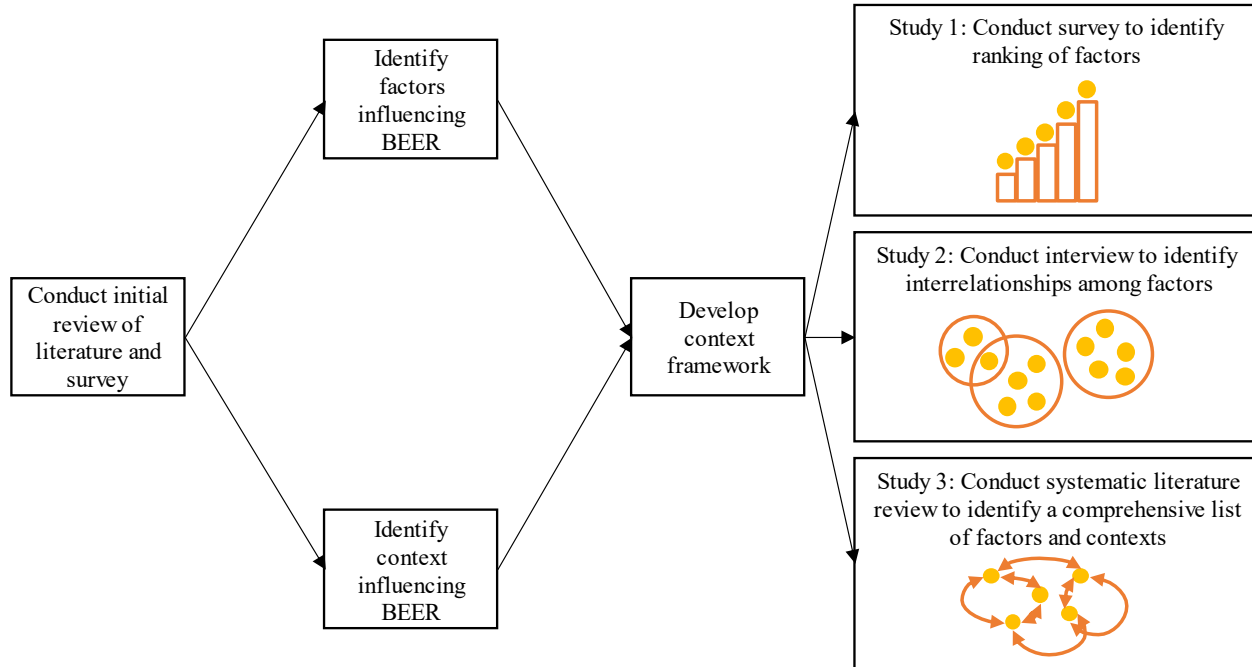 Conduct initial
review of
literature and
survey
Identify
factors
influencing
BEER
Identify
context
influencing
BEER
Develop
context
framework
Study 1: Conduct survey to identify
ranking of factors
Study 2: Conduct interview to identify
interrelationships among factors
Study 3: Conduct systematic literature
review to identify a comprehensive list
of factors and contexts